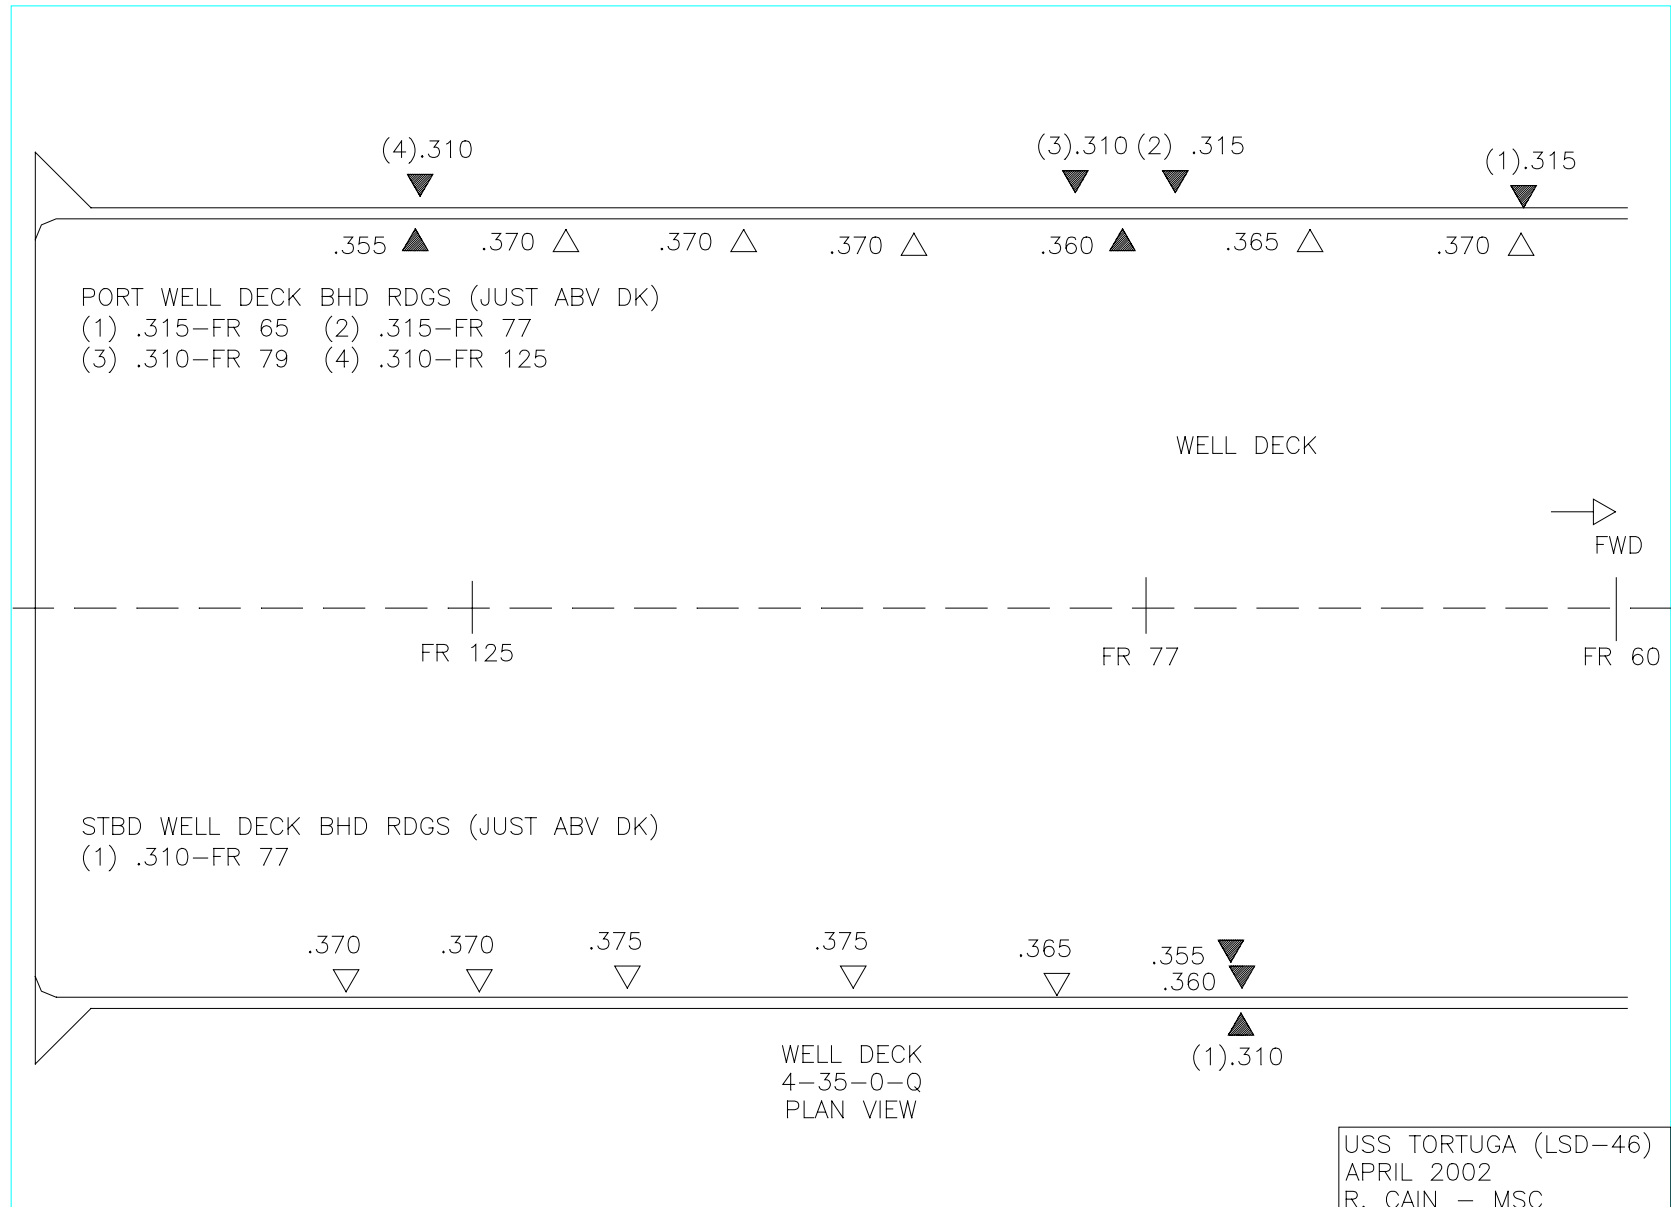 (4).310
(3).310 (2) .315
(1).315
.355
.370
.370
.370
.360
.365
.370
PORT WELL DECK BHD RDGS (JUST ABV DK)
(1) .315-FR 65 (2) .315-FR 77
(3) .310-FR 79 (4) .310-FR 125
WELL DECK
FWD
FR 125
FR 77
FR 60
STBD WELL DECK BHD RDGS (JUST ABV DK)
(1) .310-FR 77
.370
.370
.375
.375
.365
.355
.360
(1).310
WELL DECK
4-35-0-Q
PLAN VIEW
USS TORTUGA (LSD-46)
APRIL 2002
R. CAIN - MSC